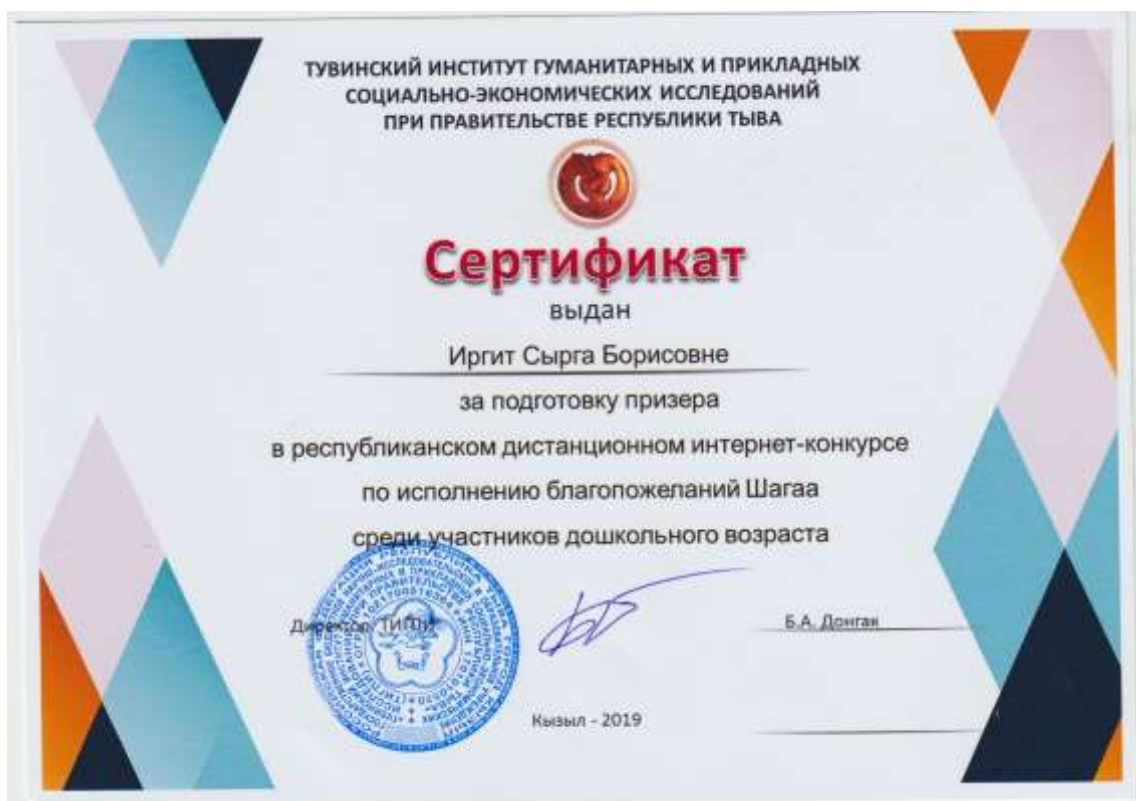 ТУВИНСКИЙ ИНСТИТУТ ГУМАНИТАРНЫХ И ПРИКЛАДНЫХ
СОЦИАЛЬНО-ЭКОНОМИЧЕСКИХ ИССЛЕДОВАНИЙ
ПРИ ПРАВИТЕЛЬСТВЕ РЕСПУБЛИКИ ТЫВА
Сертификат
выдан
Иргит Сырга Борисовне
за подготовку призера
в республиканском дистанционном интернет-конкурсе
по исполнению благопожеланий Шагаа
среди участников дошкольного возраста
Директор Б.А. Донгак
Кызыл - 2019